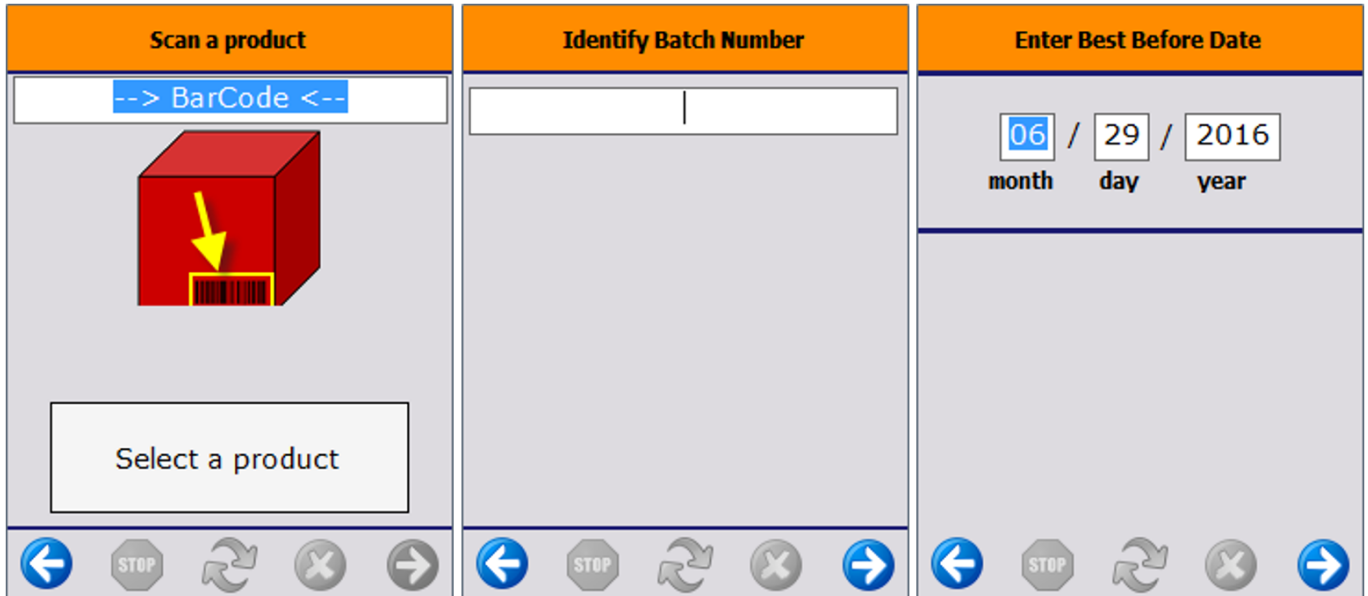 Scan a product
--> BarCode <--
Select a product
STOP
Identify Batch Number
STOP
Enter Best Before Date
06 / 29 / 2016
month day year
STOP